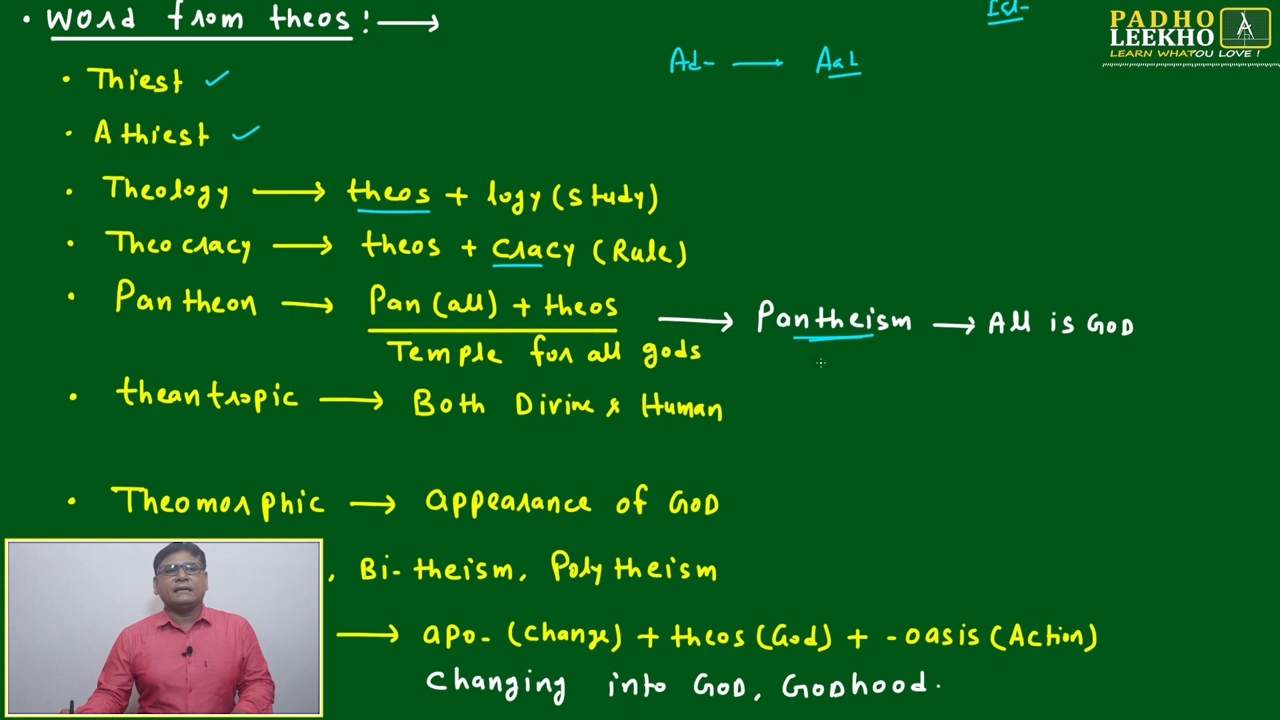 • Word from theos! →
Id-
PADHO
LEEKHO
LEARN WHAT YOU LOVE !
Ad- → Aat
• Thiest ✓
• Athiest ✓
• Theology → theos + logy (study)
• Theocracy → theos + cracy (Rule)
• Pantheon → Pan (all) + theos → Pantheism → All is GOD
Temple for all gods
• theantropic → Both Divine & Human
• Theomorphic → appearance of GOD
, Bi-theism, Polytheism
→ apo- (change) + theos (God) + -oasis (Action)
Changing into GOD, GODhood.